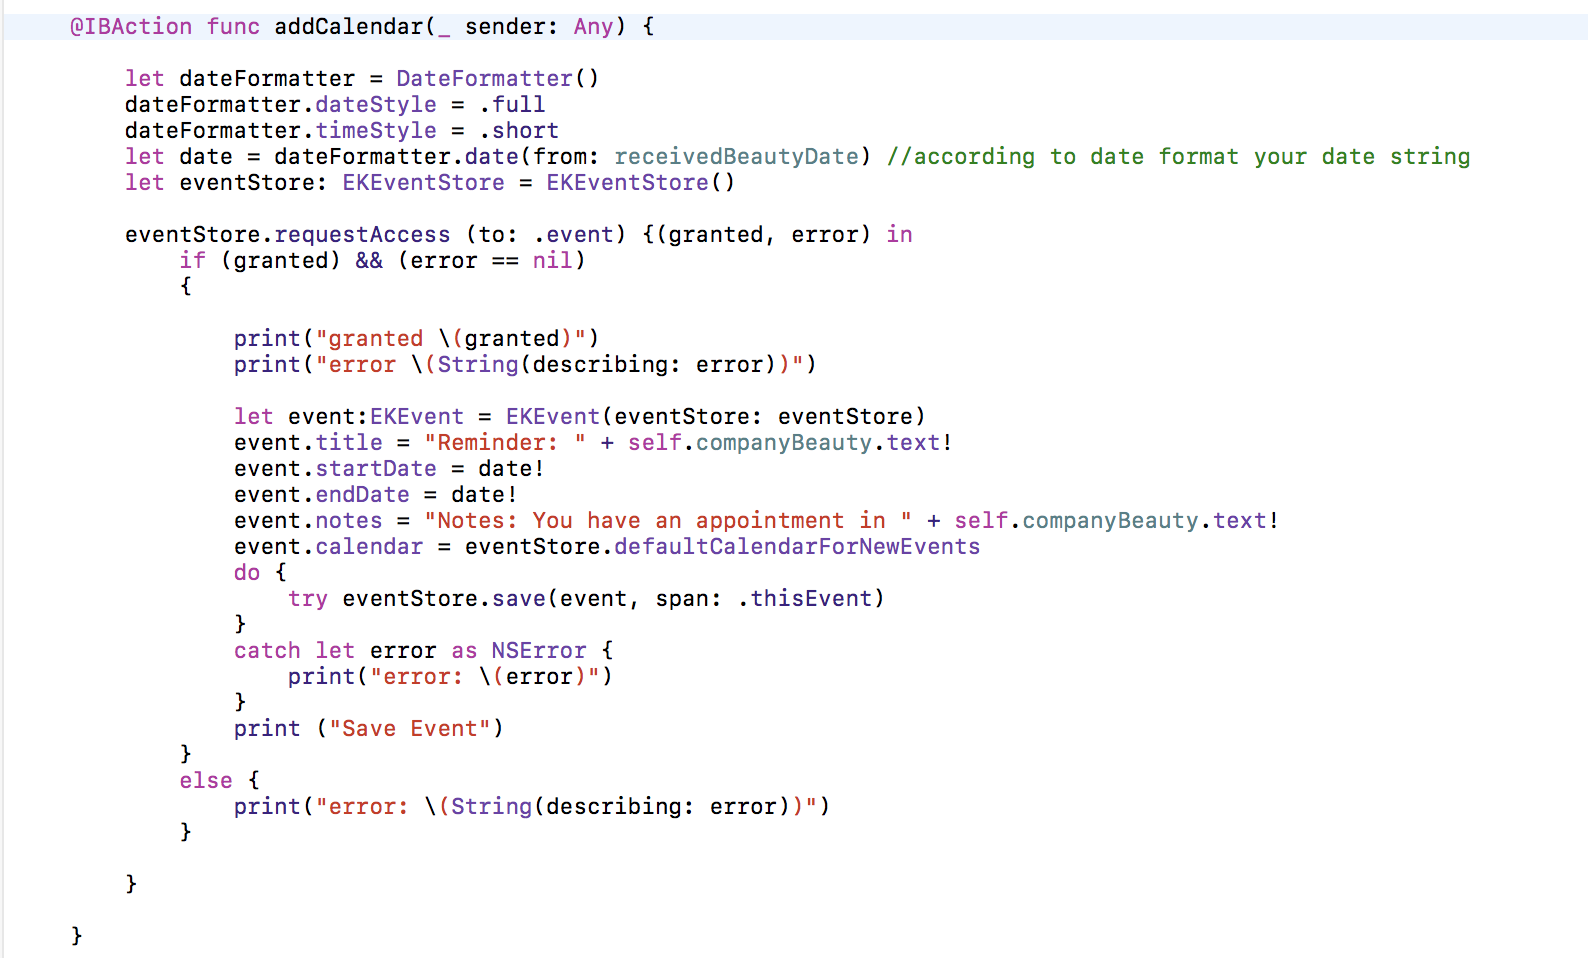 @IBAction func addCalendar(_ sender: Any) {
let dateFormatter = DateFormatter()
dateFormatter.dateStyle = .full
dateFormatter.timeStyle = .short
let date = dateFormatter.date(from: receivedBeautyDate) //according to date format your date string
let eventStore: EKEventStore = EKEventStore()
eventStore.requestAccess (to: .event) {(granted, error) in
if (granted) && (error == nil)
{
print("granted \(granted)")
print("error \(String(describing: error))")
let event:EKEvent = EKEvent(eventStore: eventStore)
event.title = "Reminder: " + self.companyBeauty.text!
event.startDate = date!
event.endDate = date!
event.notes = "Notes: You have an appointment in " + self.companyBeauty.text!
event.calendar = eventStore.defaultCalendarForNewEvents
do {
try eventStore.save(event, span: .thisEvent)
}
catch let error as NSError {
print("error: \(error)")
}
print ("Save Event")
}
else {
print("error: \(String(describing: error))")
}
}
}